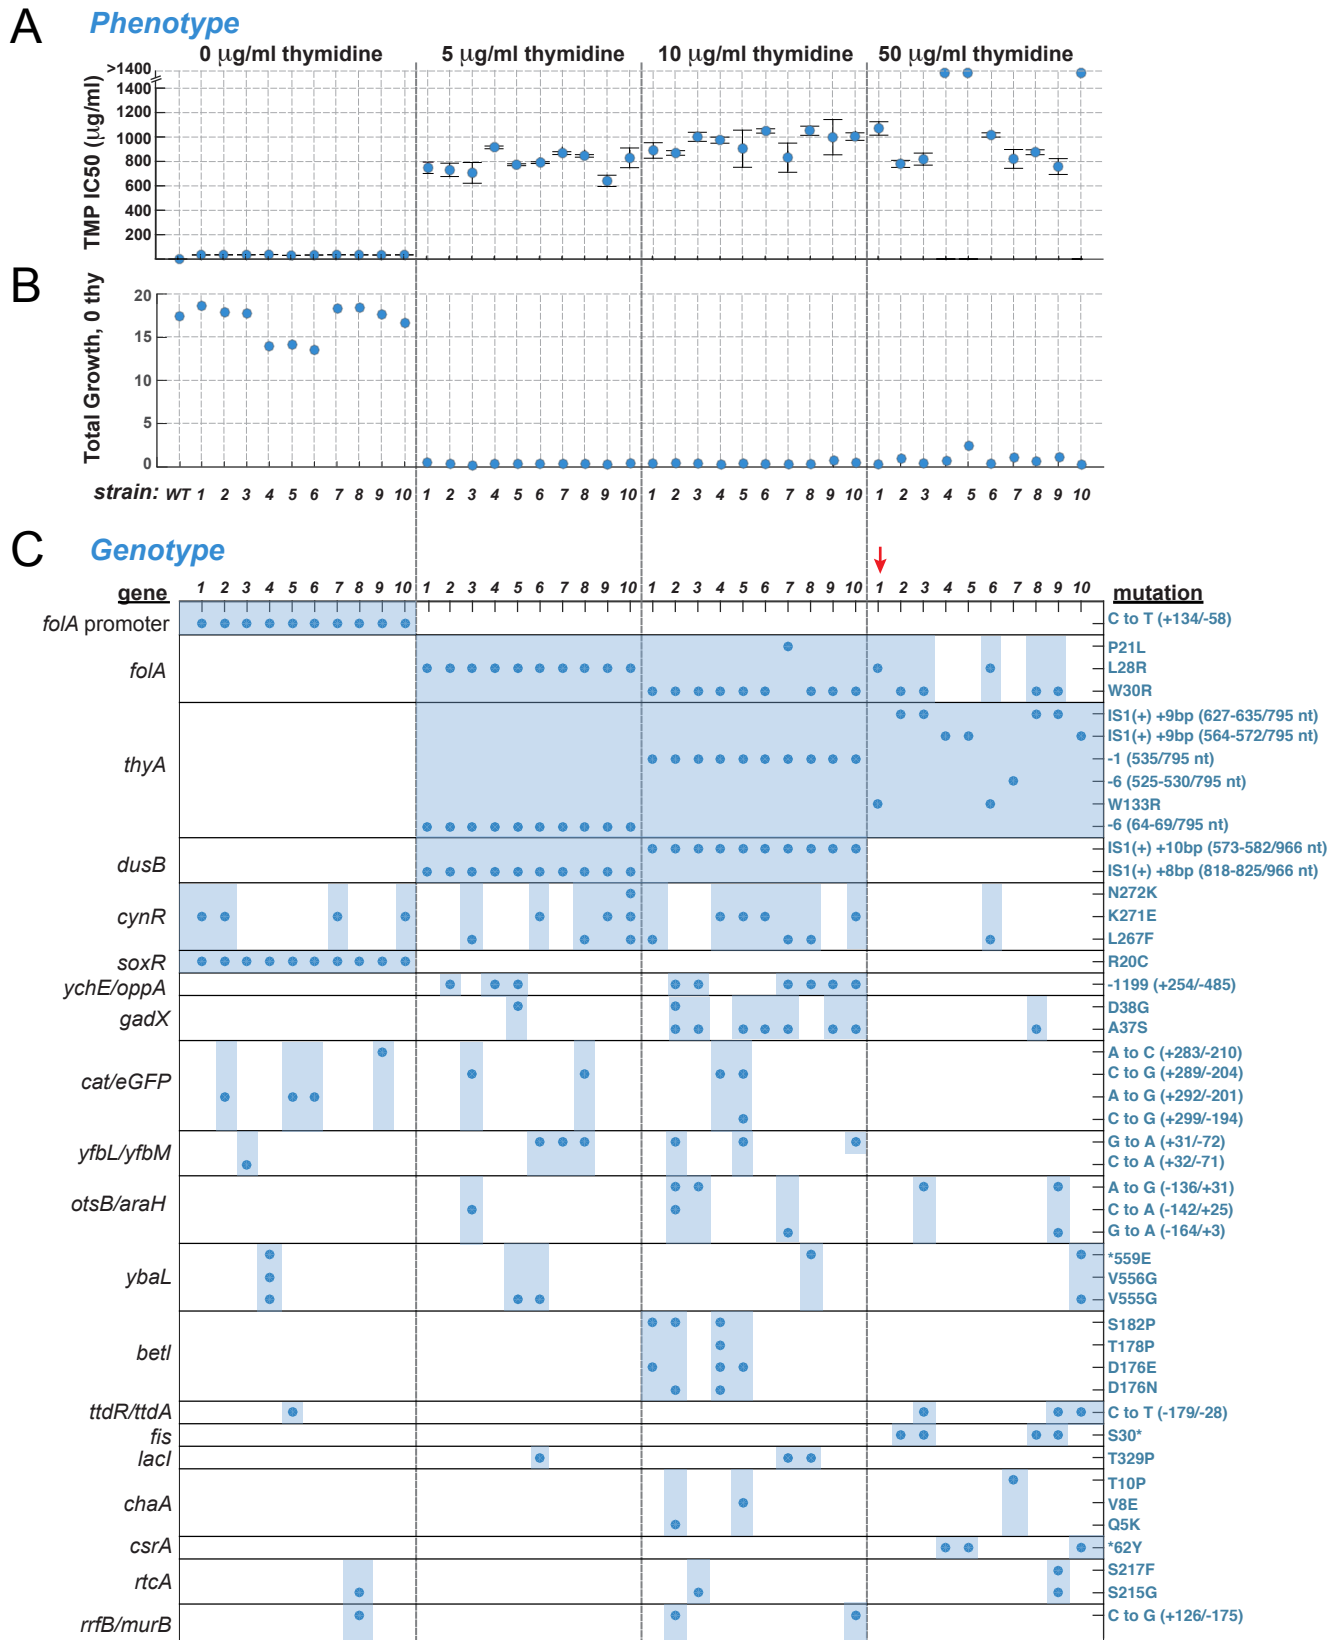 A
Phenotype
0 µg/ml thymidine 5 µg/ml thymidine 10 µg/ml thymidine 50 µg/ml thymidine
TMP IC50 (µg/ml)
>1400
1400
1200
1000
800
600
400
200
B
Total Growth, 0 thy
20
15
10
5
0
strain: WT 1 2 3 4 5 6 7 8 9 10 1 2 3 4 5 6 7 8 9 10 1 2 3 4 5 6 7 8 9 10 1 2 3 4 5 6 7 8 9 10
C
Genotype
gene 1 2 3 4 5 6 7 8 9 10 1 2 3 4 5 6 7 8 9 10 1 2 3 4 5 6 7 8 9 10 1 2 3 4 5 6 7 8 9 10 mutation
folA promoter C to T (+134/-58)
folA
P21L
L28R
W30R
thyA
IS1(+) +9bp (627-635/795 nt)
IS1(+) +9bp (564-572/795 nt)
-1 (535/795 nt)
-6 (525-530/795 nt)
W133R
-6 (64-69/795 nt)
dusB
IS1(+) +10bp (573-582/966 nt)
IS1(+) +8bp (818-825/966 nt)
cynR
N272K
K271E
L267F
soxR R20C
ychE/oppA -1199 (+254/-485)
gadX
D38G
A37S
cat/eGFP
A to C (+283/-210)
C to G (+289/-204)
A to G (+292/-201)
C to G (+299/-194)
yfbL/yfbM
G to A (+31/-72)
C to A (+32/-71)
otsB/araH
A to G (-136/+31)
C to A (-142/+25)
G to A (-164/+3)
ybaL
*559E
V556G
V555G
betI
S182P
T178P
D176E
D176N
ttdR/ttdA C to T (-179/-28)
fis S30*
lacI T329P
chaA
T10P
V8E
Q5K
csrA *62Y
rtcA
S217F
S215G
rrfB/murB C to G (+126/-175)